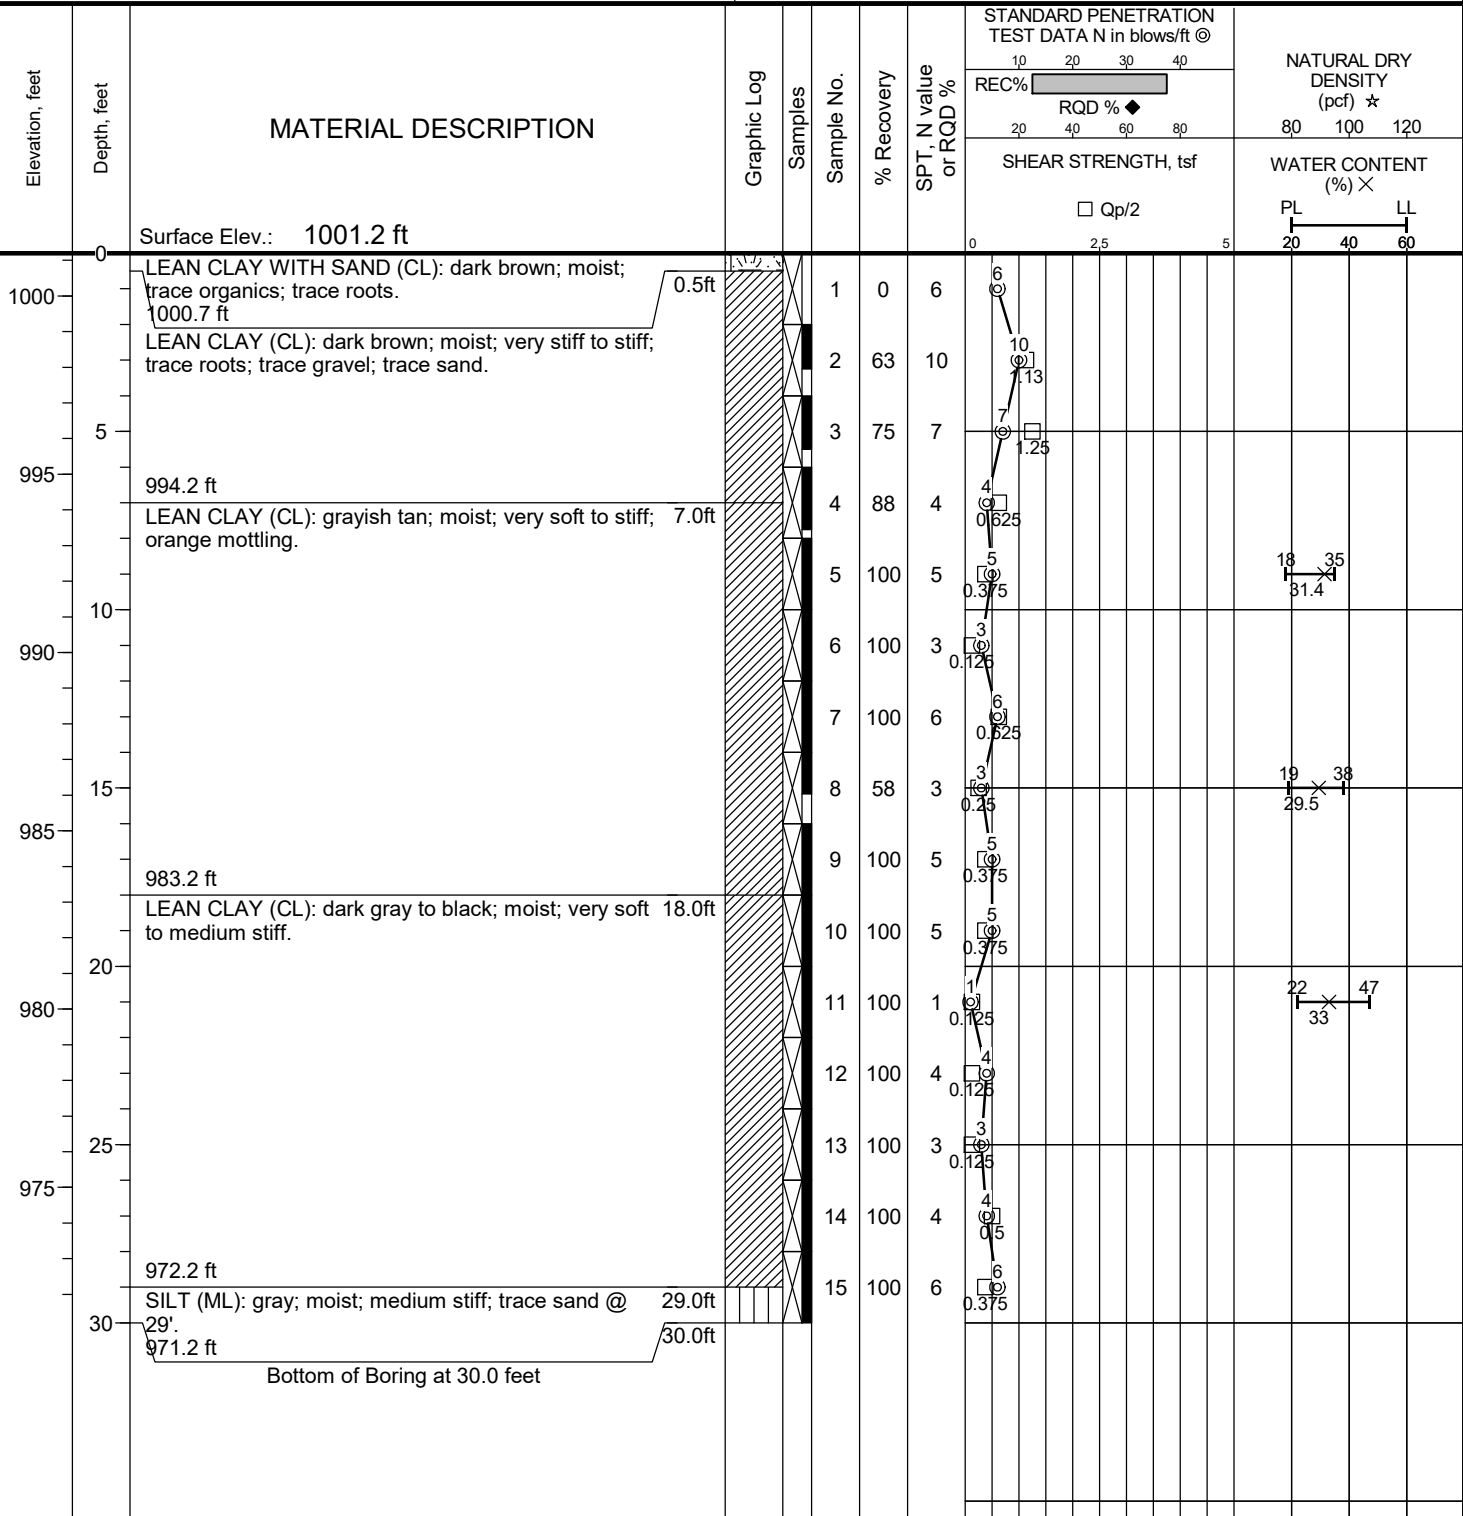 STANDARD PENETRATION
TEST DATA N in blows/ft ◎
10 20 30 40
REC%
RQD % ◆
20 40 60 80
SHEAR STRENGTH, tsf
□ Qp/2
0 2,5 5
NATURAL DRY
DENSITY
(pcf) ☆
80 100 120
WATER CONTENT
(%) ×
PL LL
20 40 60
Elevation, feet
Depth, feet
MATERIAL DESCRIPTION
Graphic Log
Samples
Sample No.
% Recovery
SPT, N value
or RQD %
Surface Elev.: 1001.2 ft
0
LEAN CLAY WITH SAND (CL): dark brown; moist;
trace organics; trace roots.
0.5ft
1000
1000.7 ft
1 0 6
6
LEAN CLAY (CL): dark brown; moist; very stiff to stiff;
trace roots; trace gravel; trace sand.
2 63 10
10
1.13
5
3 75 7
7
1.25
995
994.2 ft
4 88 4
4
0.625
LEAN CLAY (CL): grayish tan; moist; very soft to stiff;
orange mottling.
7.0ft
5 100 5
5
0.375
18 35
31.4
10
990
6 100 3
3
0.125
7 100 6
6
0.625
15
8 58 3
3
0.25
19 38
29.5
985
9 100 5
5
0.375
983.2 ft
LEAN CLAY (CL): dark gray to black; moist; very soft
to medium stiff.
18.0ft
10 100 5
5
0.375
20
980
11 100 1
1
0.125
22 47
33
12 100 4
4
0.125
25
13 100 3
3
0.125
975
14 100 4
4
0.5
972.2 ft
15 100 6
6
0.375
SILT (ML): gray; moist; medium stiff; trace sand @
29'.
29.0ft
30
971.2 ft
30.0ft
Bottom of Boring at 30.0 feet